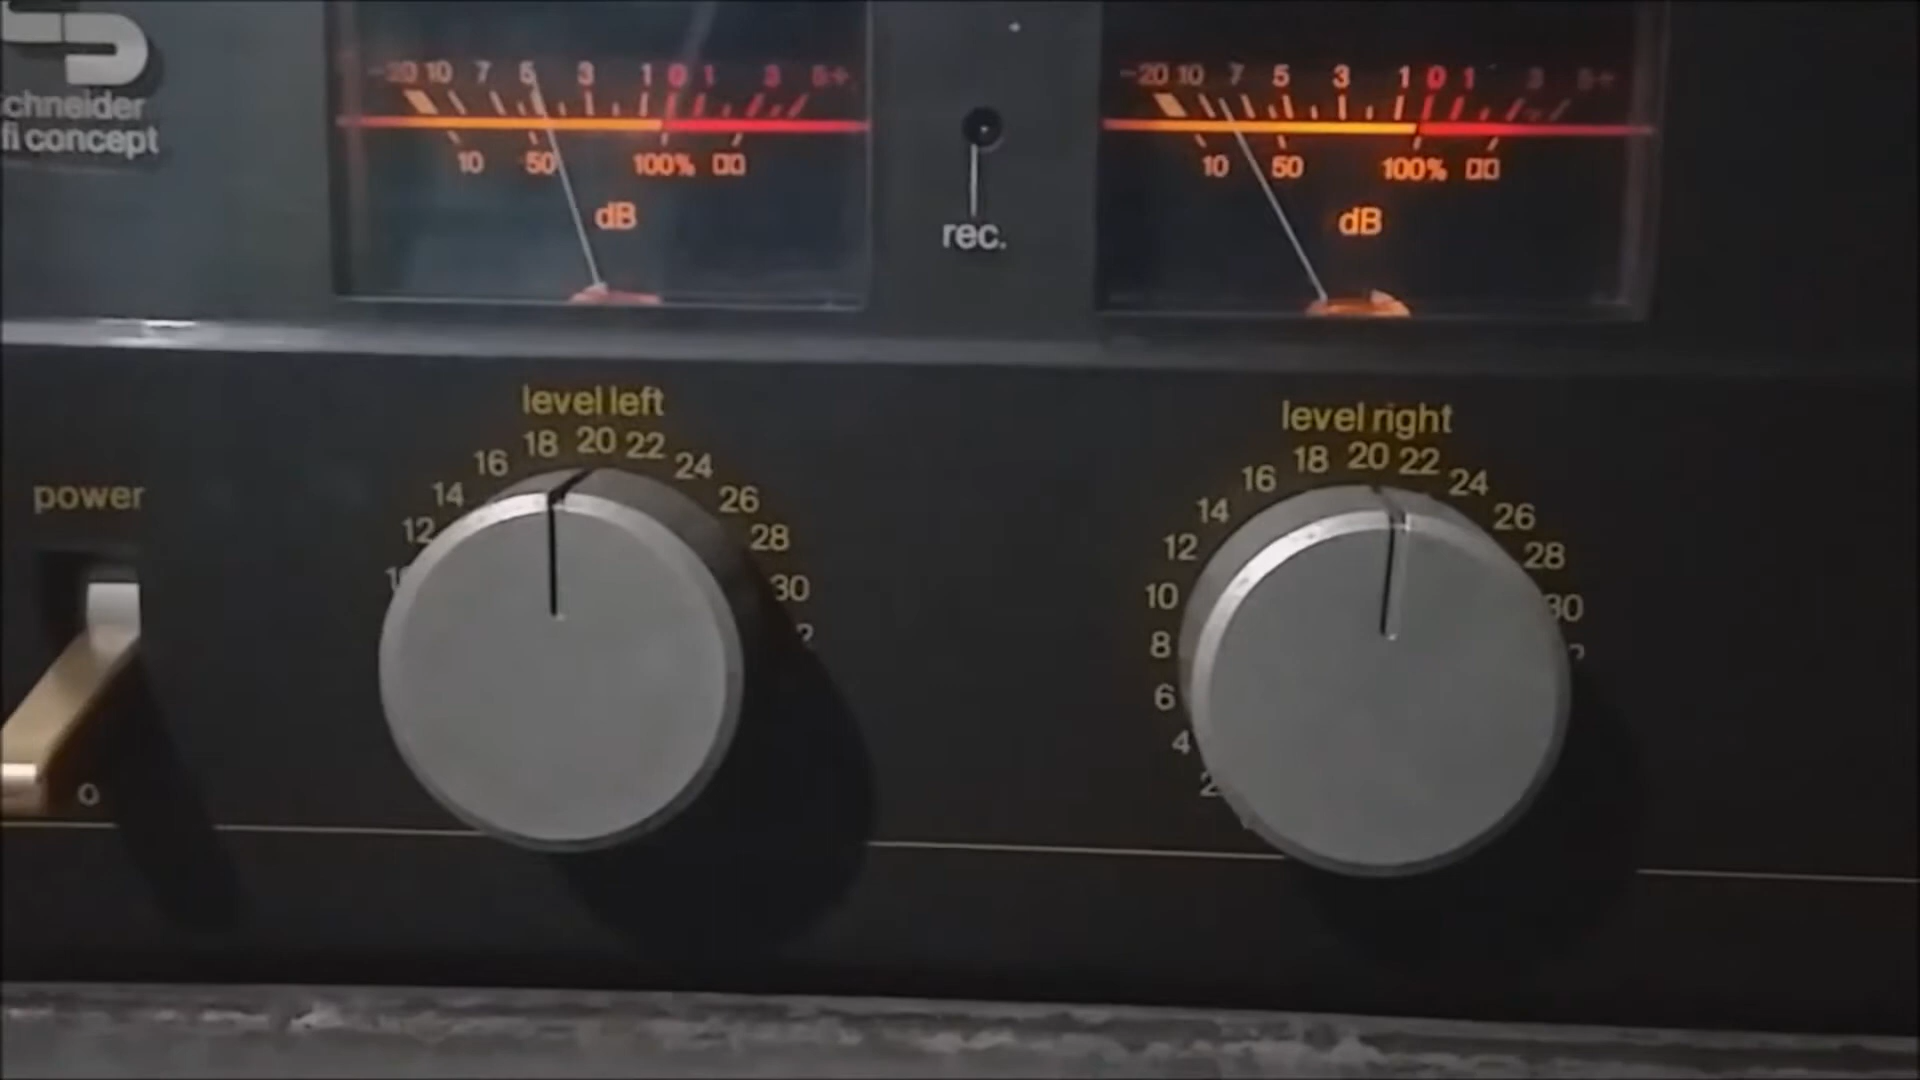 chneider
fi concept
-20 10 7 5 3 1 0 1 3 5+
10 50 100%
dB
rec.
-20 10 7 5 3 1 0 1 3 5+
10 50 100%
dB
power
0
level left
12 14 16 18 20 22 24 26 28 30
level right
2 4 6 8 10 12 14 16 18 20 22 24 26 28 30